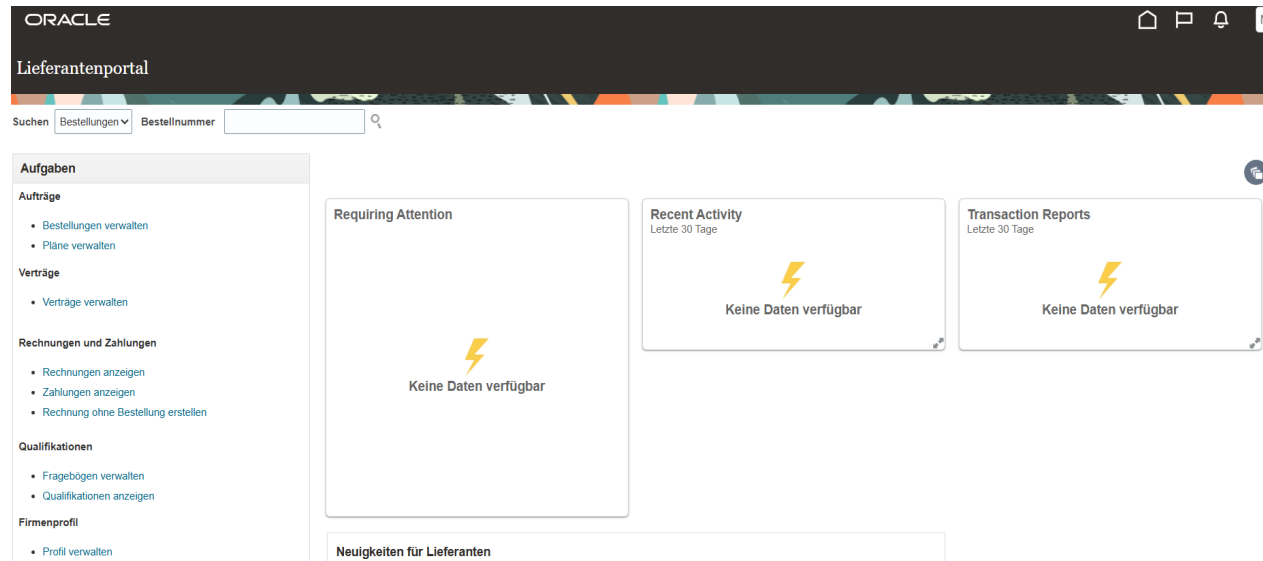 ORACLE
Lieferantenportal
Suchen Bestellungen Bestellnummer
Aufgaben
Aufträge
Bestellungen verwalten
Pläne verwalten
Verträge
Verträge verwalten
Rechnungen und Zahlungen
Rechnungen anzeigen
Zahlungen anzeigen
Rechnung ohne Bestellung erstellen
Qualifikationen
Fragebögen verwalten
Qualifikationen anzeigen
Firmenprofil
Profil verwalten
Requiring Attention
Keine Daten verfügbar
Recent Activity
Letzte 30 Tage
Keine Daten verfügbar
Transaction Reports
Letzte 30 Tage
Keine Daten verfügbar
Neuigkeiten für Lieferanten